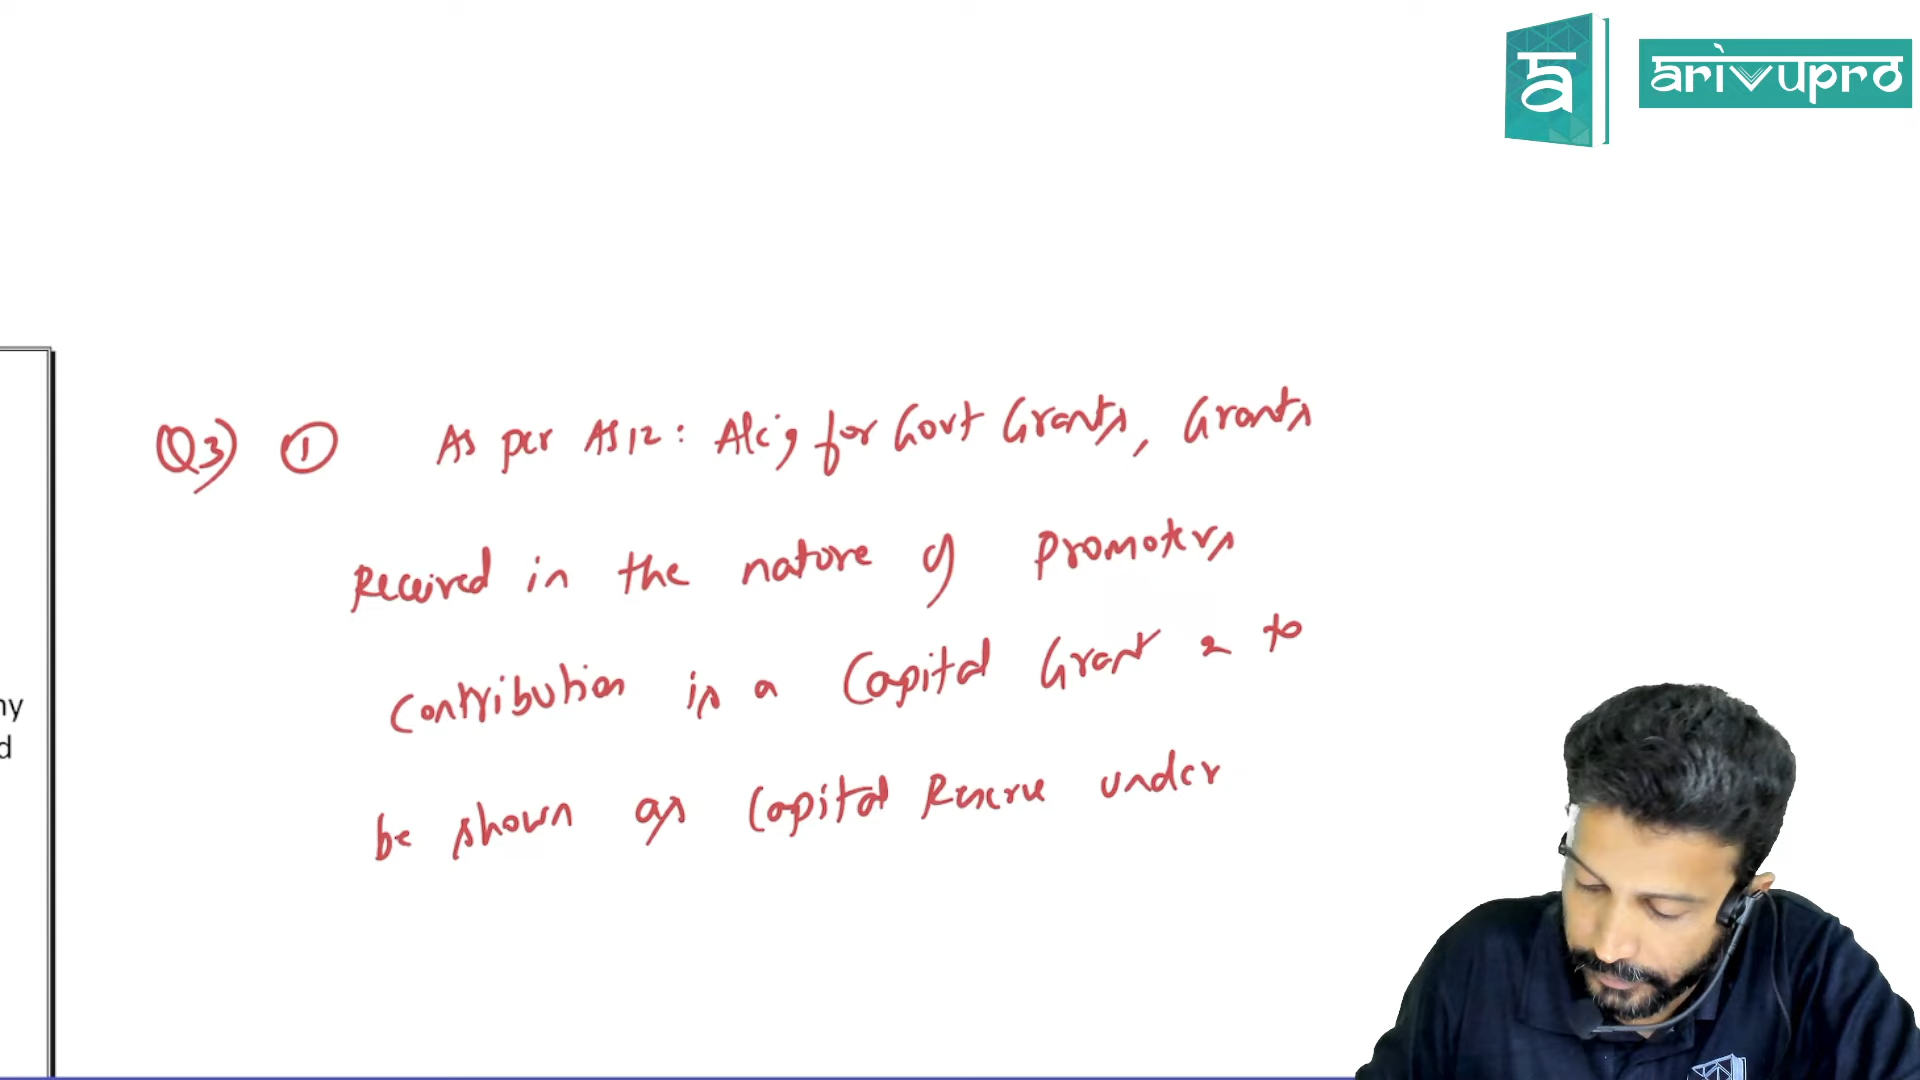 a
arivupro
Q3) ① As per AS12: A/c'g for Govt Grants, Grants
Received in the nature of promoters
Contribution is a Capital Grant & to
be shown as Capital Reserve under
ny
d